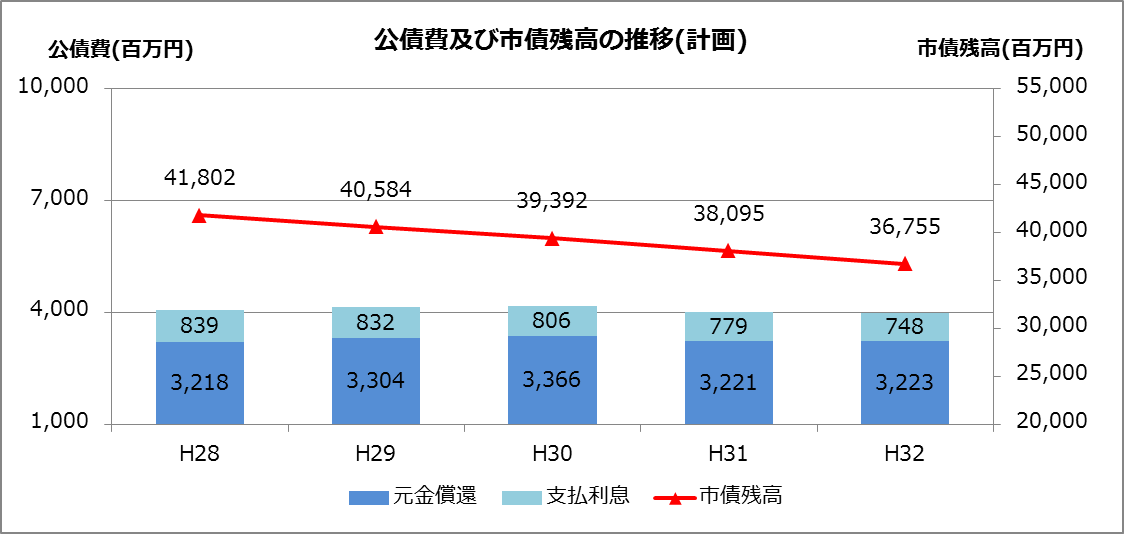 公債費及び市債残高の推移(計画)
公債費(百万円)
市債残高(百万円)
10,000
7,000
4,000
1,000
55,000
50,000
45,000
40,000
35,000
30,000
25,000
20,000
41,802
40,584
39,392
38,095
36,755
839
832
806
779
748
3,218
3,304
3,366
3,221
3,223
H28
H29
H30
H31
H32
元金償還
支払利息
市債残高